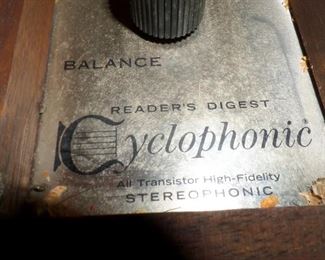 BALANCE
READER'S DIGEST
Cyclophonic®
All Transistor High-Fidelity
STEREOPHONIC